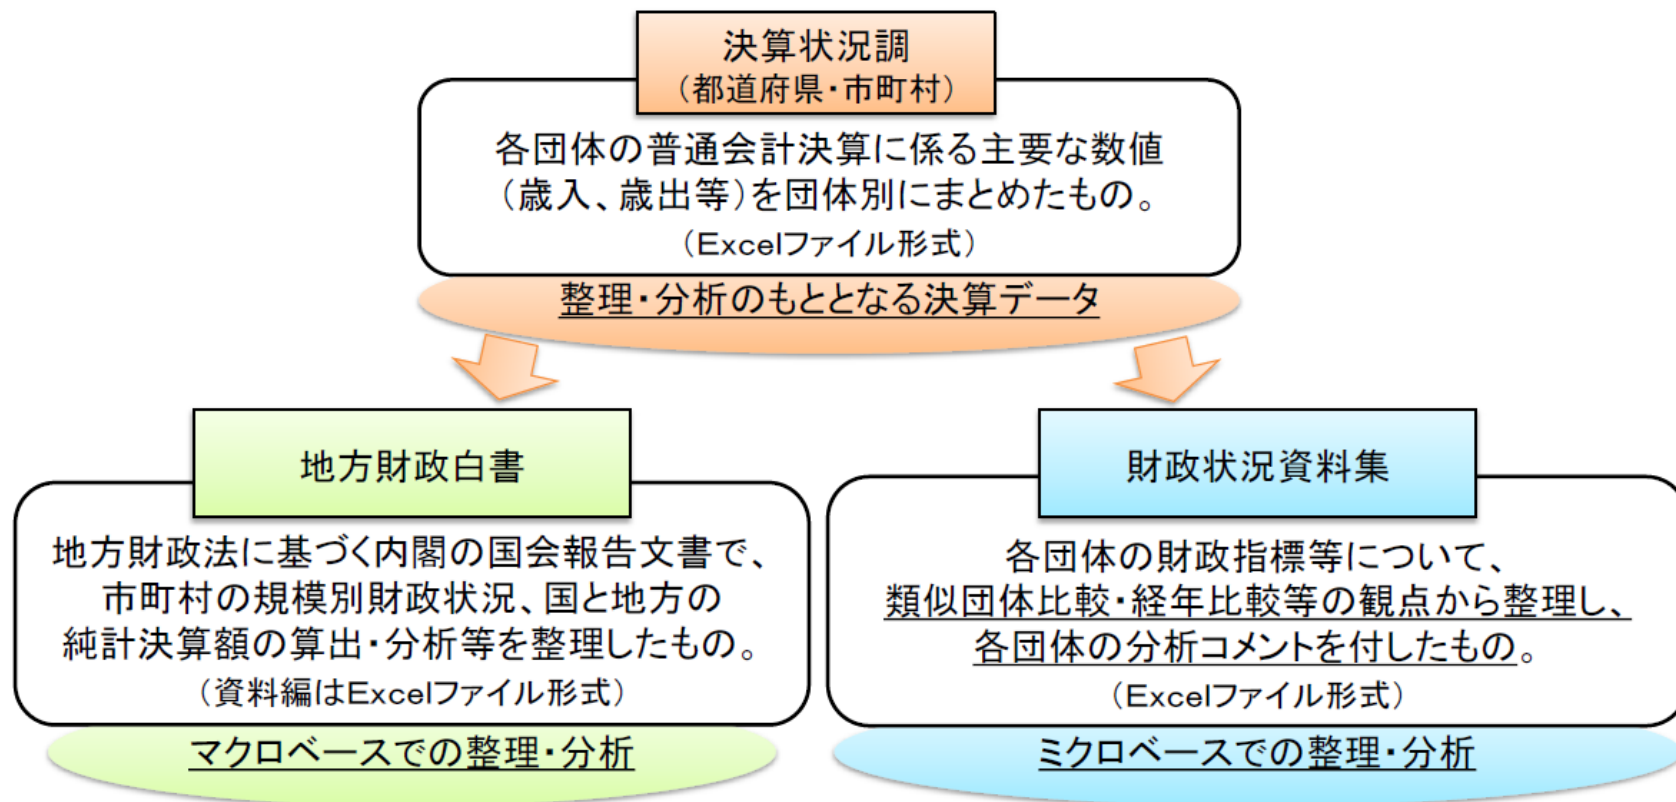 決算状況調
（都道府県・市町村）
各団体の普通会計決算に係る主要な数値
（歳入、歳出等）を団体別にまとめたもの。
（Excelファイル形式）
整理・分析のもととなる決算データ
地方財政白書
地方財政法に基づく内閣の国会報告文書で、
市町村の規模別財政状況、国と地方の
純計決算額の算出・分析等を整理したもの。
（資料編はExcelファイル形式）
マクロベースでの整理・分析
財政状況資料集
各団体の財政指標等について、
類似団体比較・経年比較等の観点から整理し、
各団体の分析コメントを付したもの。
（Excelファイル形式）
ミクロベースでの整理・分析